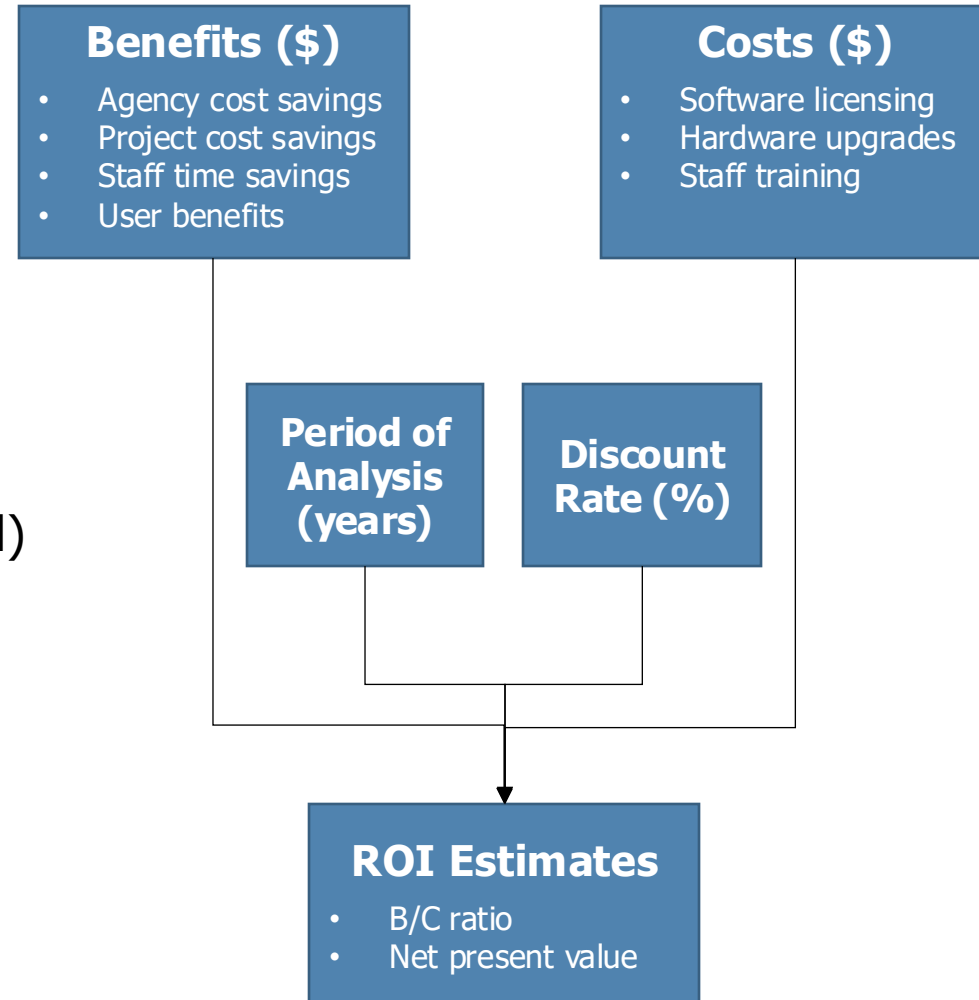 Benefits ($)
• Agency cost savings
• Project cost savings
• Staff time savings
• User benefits
Costs ($)
• Software licensing
• Hardware upgrades
• Staff training
Period of
Analysis
(years)
Discount
Rate (%)
ROI Estimates
• B/C ratio
• Net present value